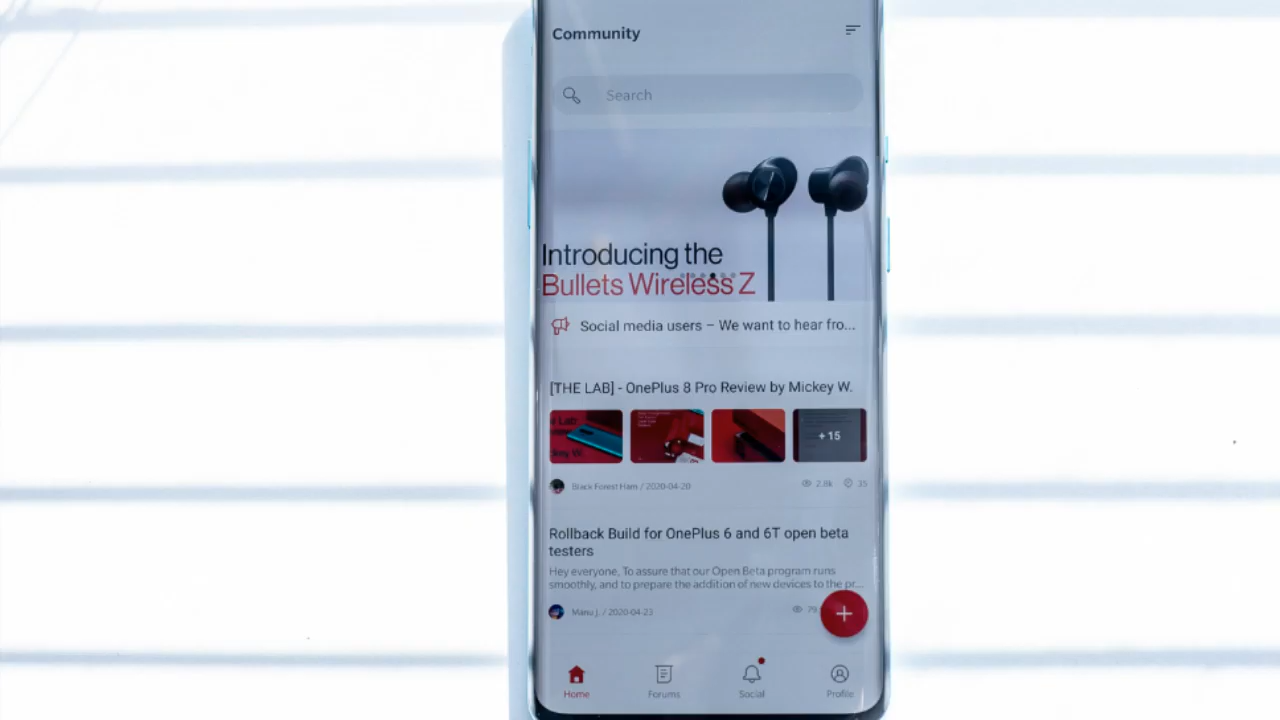 Community
Search
Introducing the
Bullets Wireless Z
Social media users – We want to hear fro...
[THE LAB] - OnePlus 8 Pro Review by Mickey W.
+ 15
Black Forest Ham / 2020-04-20 2.8k 35
Rollback Build for OnePlus 6 and 6T open beta
testers
Hey everyone, To assure that our Open Beta program runs
smoothly, and to prepare the addition of new devices to the pr...
Manu J. / 2020-04-23
Home Forums Social Profile